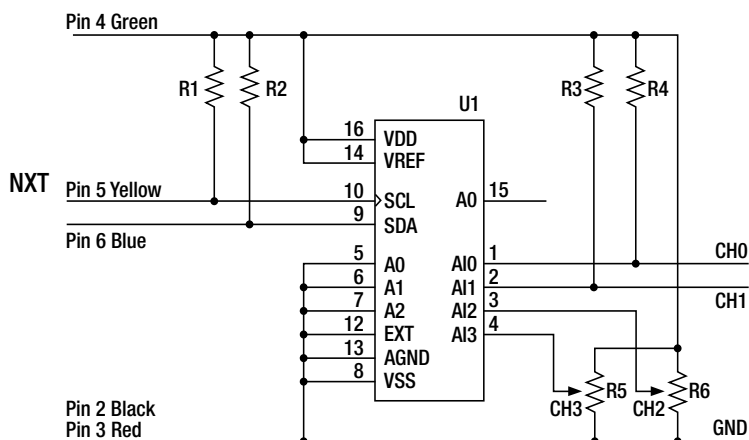 Pin 4 Green
R1
R2
R3
R4
U1
16
VDD
14
VREF
NXT
Pin 5 Yellow
10
SCL
A0
15
9
SDA
Pin 6 Blue
5
A0
AI0
1
CH0
6
A1
AI1
2
CH1
7
A2
AI2
3
12
EXT
AI3
4
13
AGND
8
VSS
R5
R6
CH3
CH2
Pin 2 Black
Pin 3 Red
GND